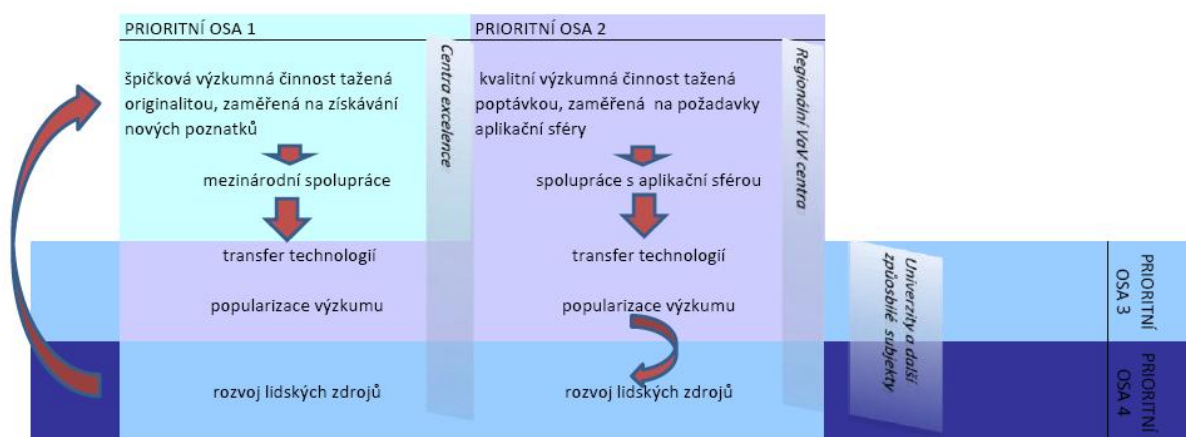 PRIORITNÍ OSA 1
špičková výzkumná činnost tažená
originalitou, zaměřená na získávání
nových poznatků
mezinárodní spolupráce
transfer technologií
popularizace výzkumu
rozvoj lidských zdrojů
Centra excelence
PRIORITNÍ OSA 2
kvalitní výzkumná činnost tažená
poptávkou, zaměřená na požadavky
aplikační sféry
spolupráce s aplikační sférou
transfer technologií
popularizace výzkumu
rozvoj lidských zdrojů
Regionální VaV centra
Univerzity a další
způosbilé subjekty
PRIORITNÍ
OSA 3
PRIORITNÍ
OSA 4